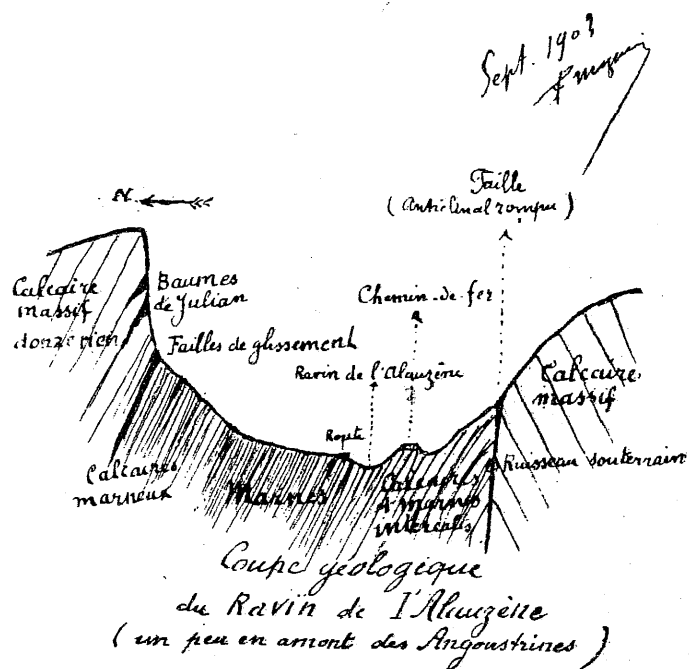 Sept. 1903
Faille
(Anticlinal rompu)
N
Calcaire
massif
donzérien
Baumes
de Julian
Chemin-de-fer
Failles de glissement
Ravin de l'Alauzène
Calcaire
massif
Route
Calcaires
marneux
Marnes
Calcaires
& marnes
intercalés
Ruisseau souterrain
Coupe géologique
du Ravin de l'Alauzène
(un peu en amont des Angoustrines)